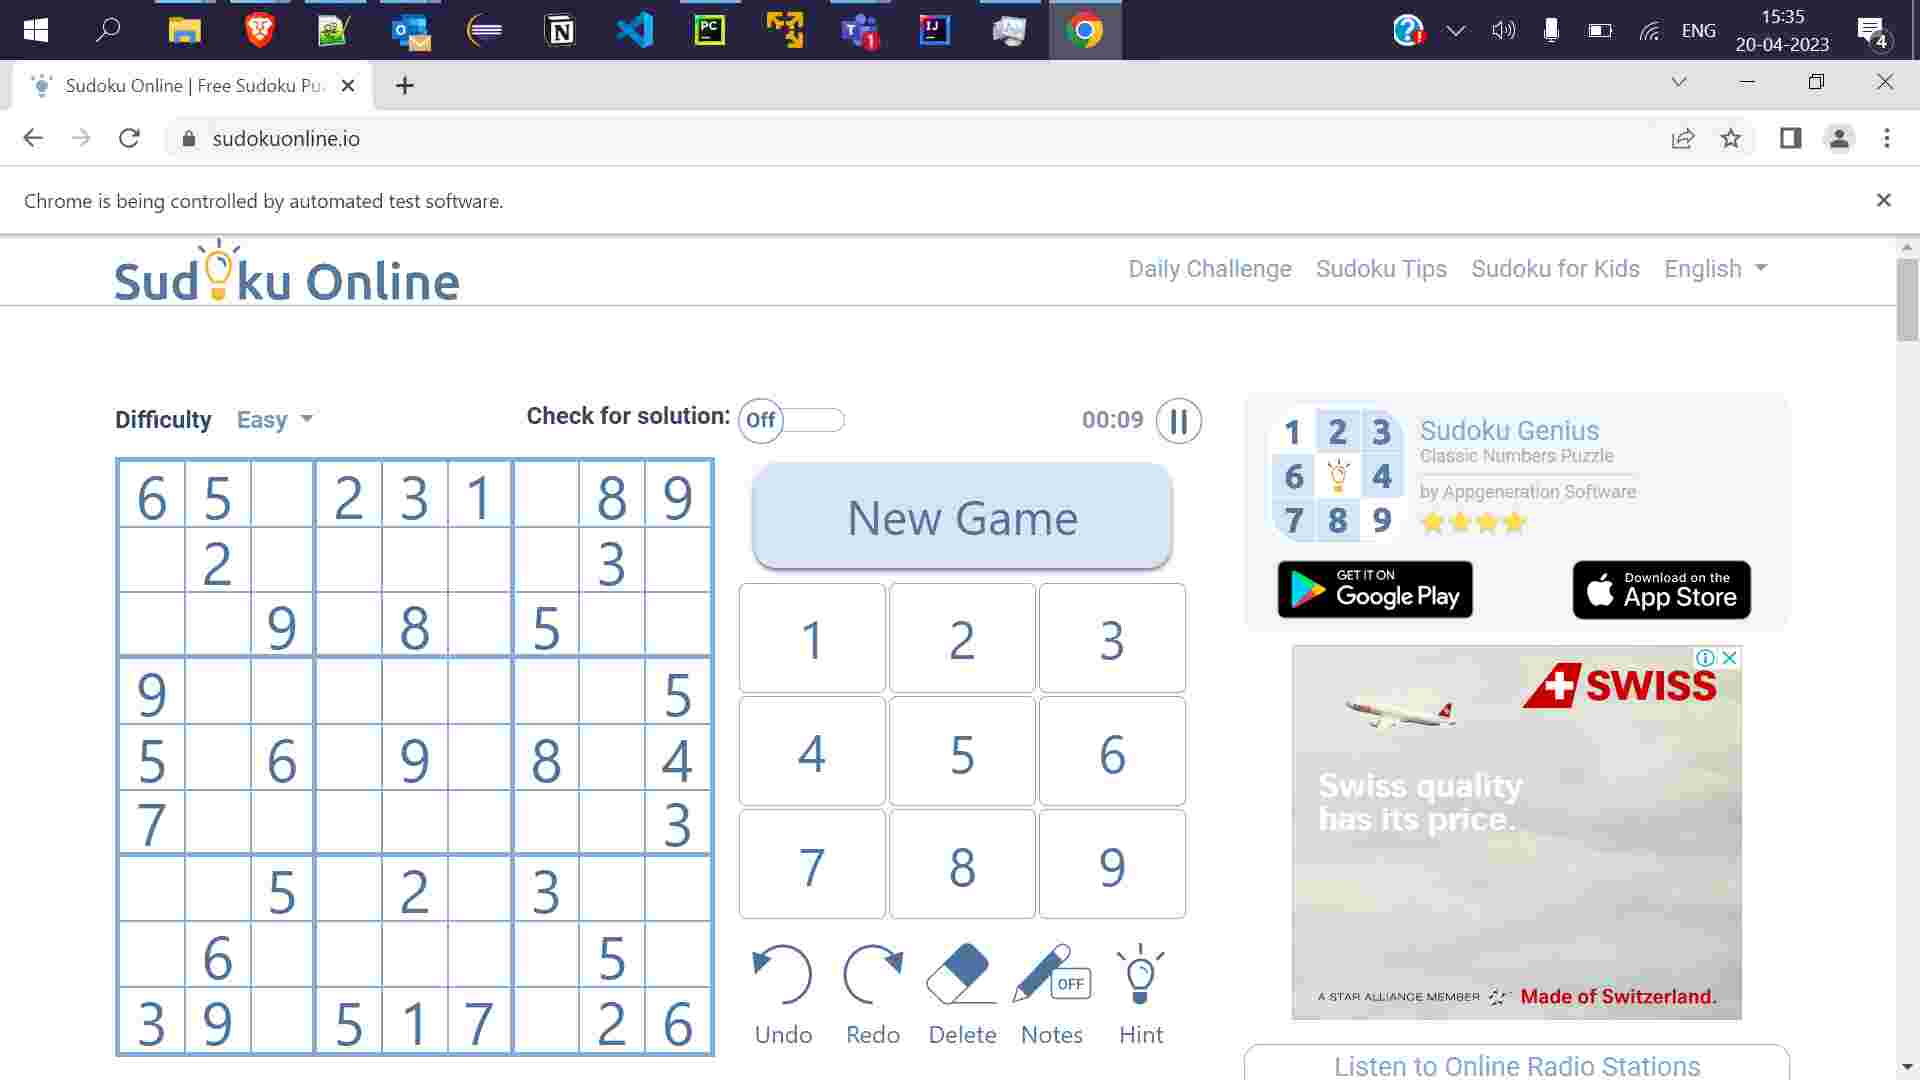 15:35
ENG
20-04-2023
4
PC
IJ
1
Sudoku Online | Free Sudoku Pu
sudokuonline.io
Chrome is being controlled by automated test software.
Sudoku Online
Daily Challenge Sudoku Tips Sudoku for Kids English
Difficulty Easy
Check for solution: Off
00:09
6 5 2 3 1 8 9
2 3
9 8 5
9 5
5 6 9 8 4
7 3
5 2 3
6 5
3 9 5 1 7 2 6
New Game
1 2 3
4 5 6
7 8 9
OFF
Undo Redo Delete Notes Hint
1 2 3
6 4
7 8 9
Sudoku Genius
Classic Numbers Puzzle
by Appgeneration Software
GET IT ON
Google Play
Download on the
App Store
SWISS
Swiss quality
has its price.
A STAR ALLIANCE MEMBER
Made of Switzerland.
Listen to Online Radio Stations